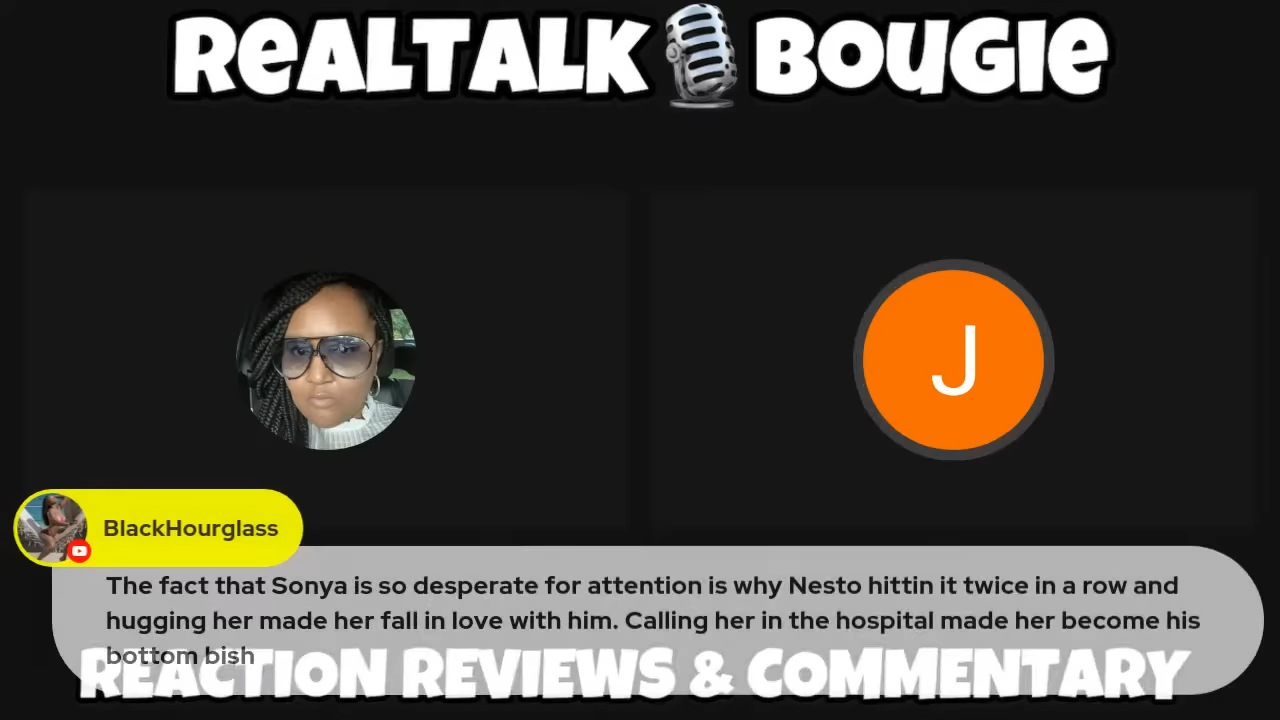 REALTALK BOUGIE
J
BlackHourglass
The fact that Sonya is so desperate for attention is why Nesto hittin it twice in a row and
hugging her made her fall in love with him. Calling her in the hospital made her become his
bottom bish
REACTION REVIEWS & COMMENTARY